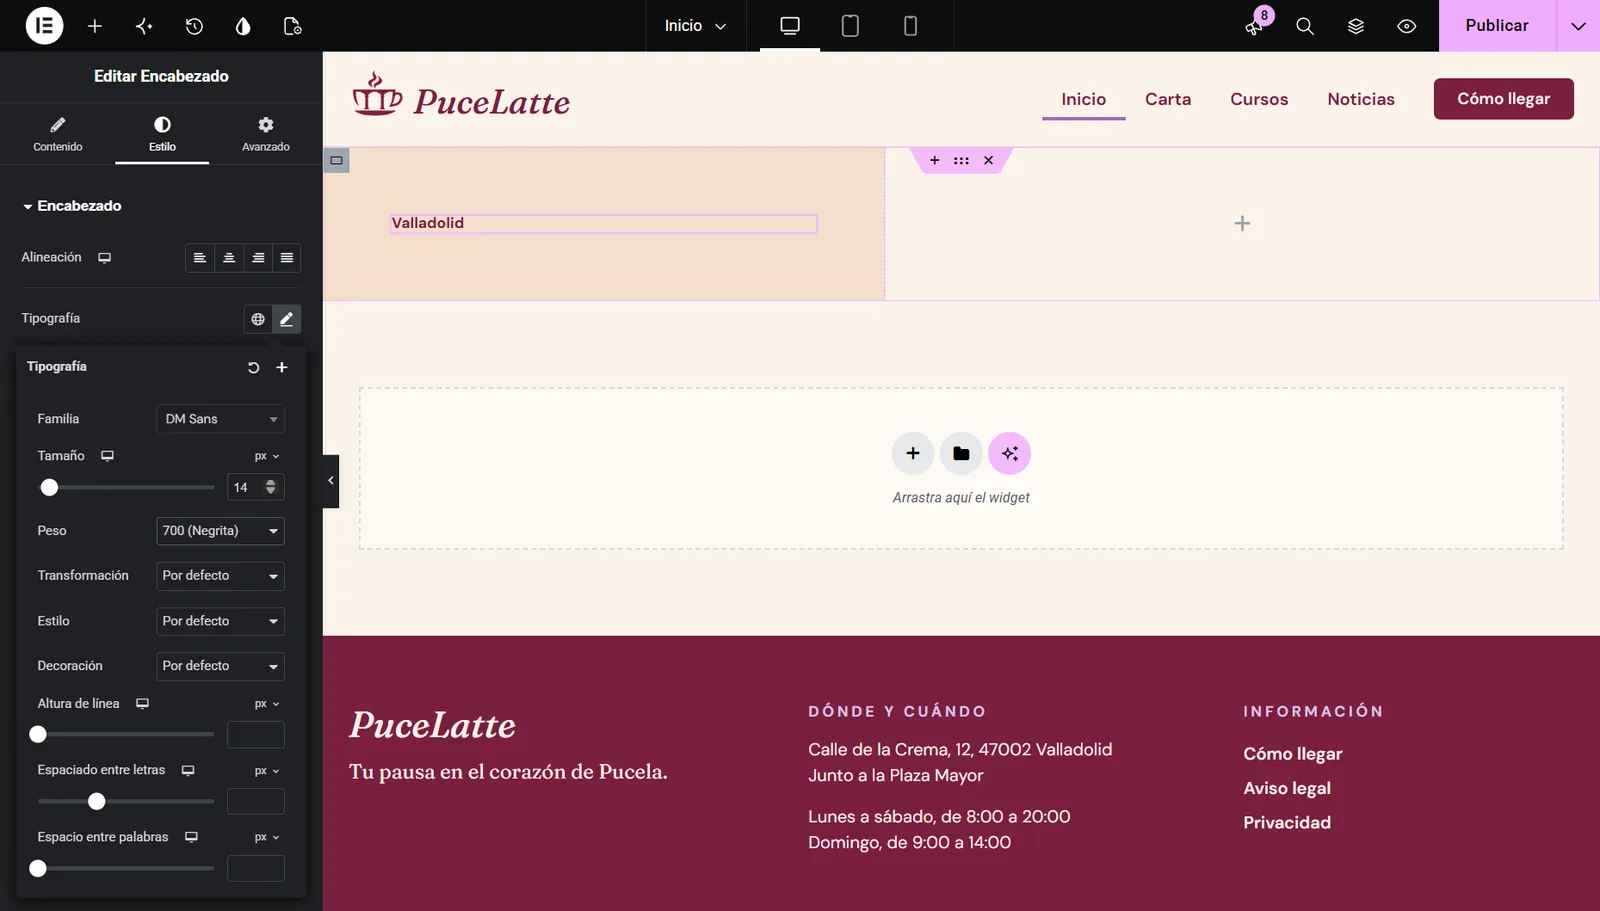 Inicio
8
Publicar
Editar Encabezado
Contenido
Estilo
Avanzado
Encabezado
Alineación
Tipografía
Tipografía
Familia
DM Sans
Tamaño
px
14
Peso
700 (Negrita)
Transformación
Por defecto
Estilo
Por defecto
Decoración
Por defecto
Altura de línea
px
Espaciado entre letras
px
Espacio entre palabras
px
PuceLatte
Inicio
Carta
Cursos
Noticias
Cómo llegar
Valladolid
Arrastra aquí el widget
PuceLatte
Tu pausa en el corazón de Pucela.
DÓNDE Y CUÁNDO
Calle de la Crema, 12, 47002 Valladolid
Junto a la Plaza Mayor
Lunes a sábado, de 8:00 a 20:00
Domingo, de 9:00 a 14:00
INFORMACIÓN
Cómo llegar
Aviso legal
Privacidad